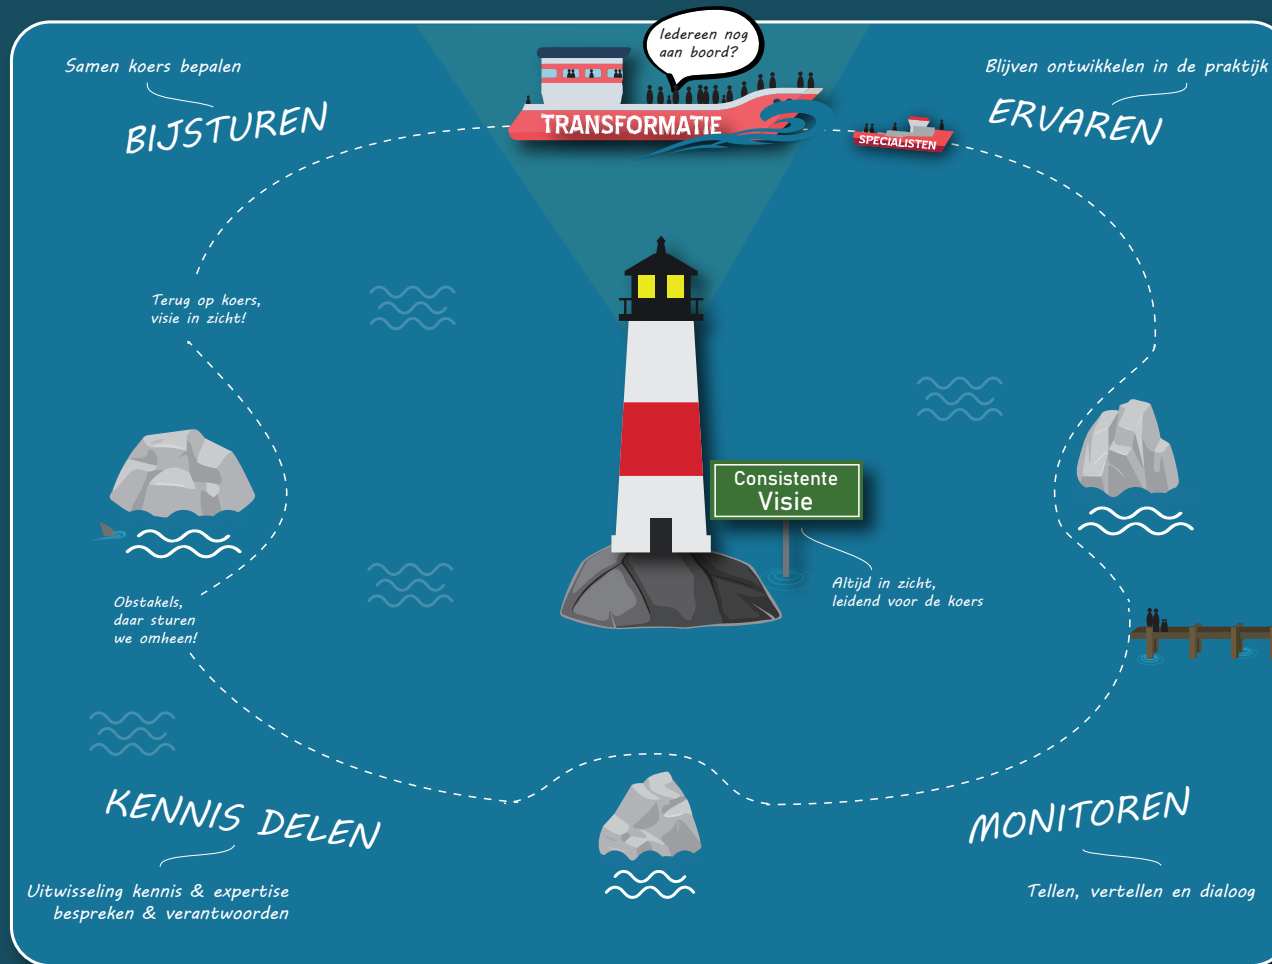 Iedereen nog
aan boord?
Samen koers bepalen
BIJSTUREN
TRANSFORMATIE
SPECIALISTEN
Blijven ontwikkelen in de praktijk
ERVAREN
Terug op koers,
visie in zicht!
Consistente
Visie
Altijd in zicht,
leidend voor de koers
Obstakels,
daar sturen
we omheen!
KENNIS DELEN
Uitwisseling kennis & expertise
bespreken & verantwoorden
MONITOREN
Tellen, vertellen en dialoog